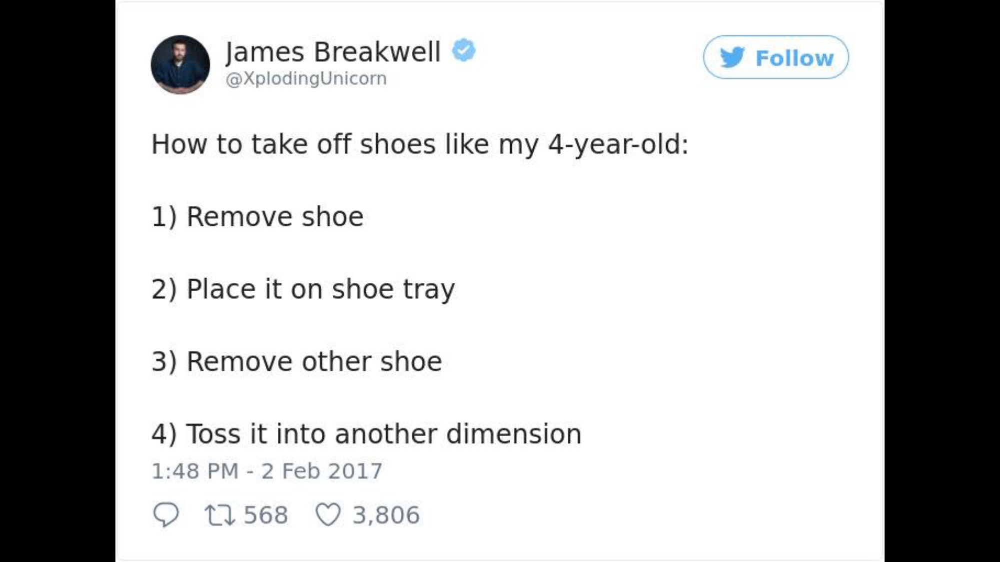 James Breakwell
@XplodingUnicorn
Follow
How to take off shoes like my 4-year-old:
1) Remove shoe
2) Place it on shoe tray
3) Remove other shoe
4) Toss it into another dimension
1:48 PM - 2 Feb 2017
568 3,806